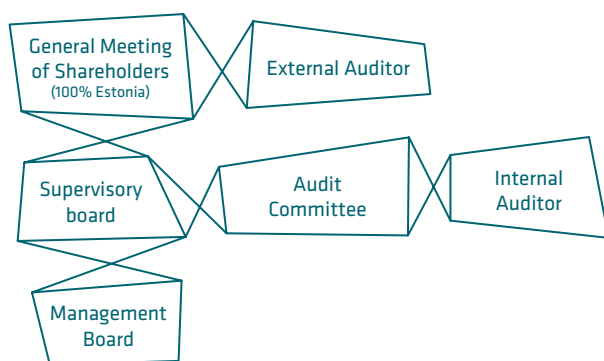 General Meeting
of Shareholders
(100% Estonia)
External Auditor
Supervisory
board
Audit
Committee
Internal
Auditor
Management
Board